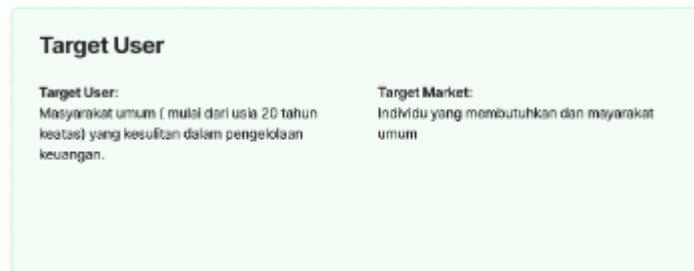 Target User
Target User:
Masyarakat umum ( mulai dari usia 20 tahun
keatas) yang kesulitan dalam pengelolaan
keuangan.
Target Market:
Individu yang membutuhkan dan mayarakat
umum